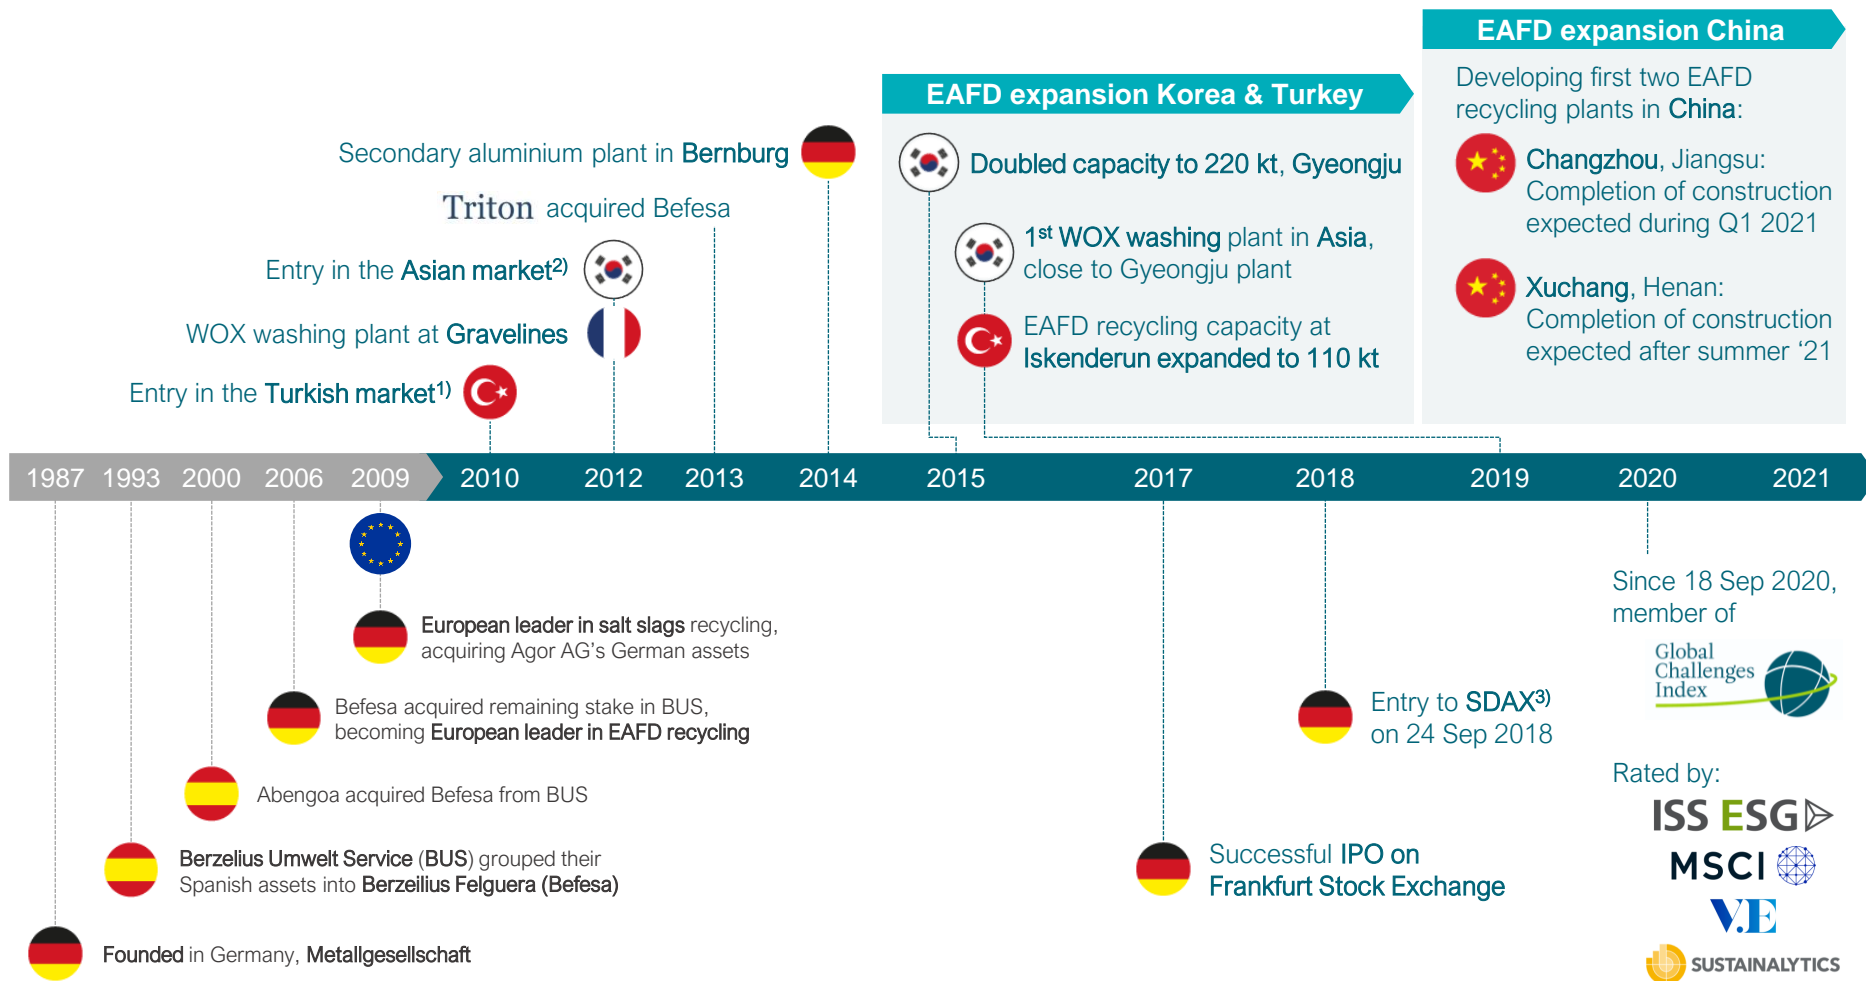 EAFD expansion China
Developing first two EAFD
recycling plants in China:
Changzhou, Jiangsu:
Completion of construction
expected during Q1 2021
Xuchang, Henan:
Completion of construction
expected after summer ‘21
EAFD expansion Korea & Turkey
Doubled capacity to 220 kt, Gyeongju
1st WOX washing plant in Asia,
close to Gyeongju plant
EAFD recycling capacity at
Iskenderun expanded to 110 kt
Secondary aluminium plant in Bernburg
Triton acquired Befesa
Entry in the Asian market2)
WOX washing plant at Gravelines
Entry in the Turkish market1)
1987 1993 2000 2006 2009 2010 2012 2013 2014 2015 2017 2018 2019 2020 2021
European leader in salt slags recycling,
acquiring Agor AG’s German assets
Befesa acquired remaining stake in BUS,
becoming European leader in EAFD recycling
Abengoa acquired Befesa from BUS
Berzelius Umwelt Service (BUS) grouped their
Spanish assets into Berzeilius Felguera (Befesa)
Founded in Germany, Metallgesellschaft
Successful IPO on
Frankfurt Stock Exchange
Entry to SDAX3)
on 24 Sep 2018
Since 18 Sep 2020,
member of
Global
Challenges
Index
Rated by:
ISS ESG
MSCI
V.E
SUSTAINALYTICS